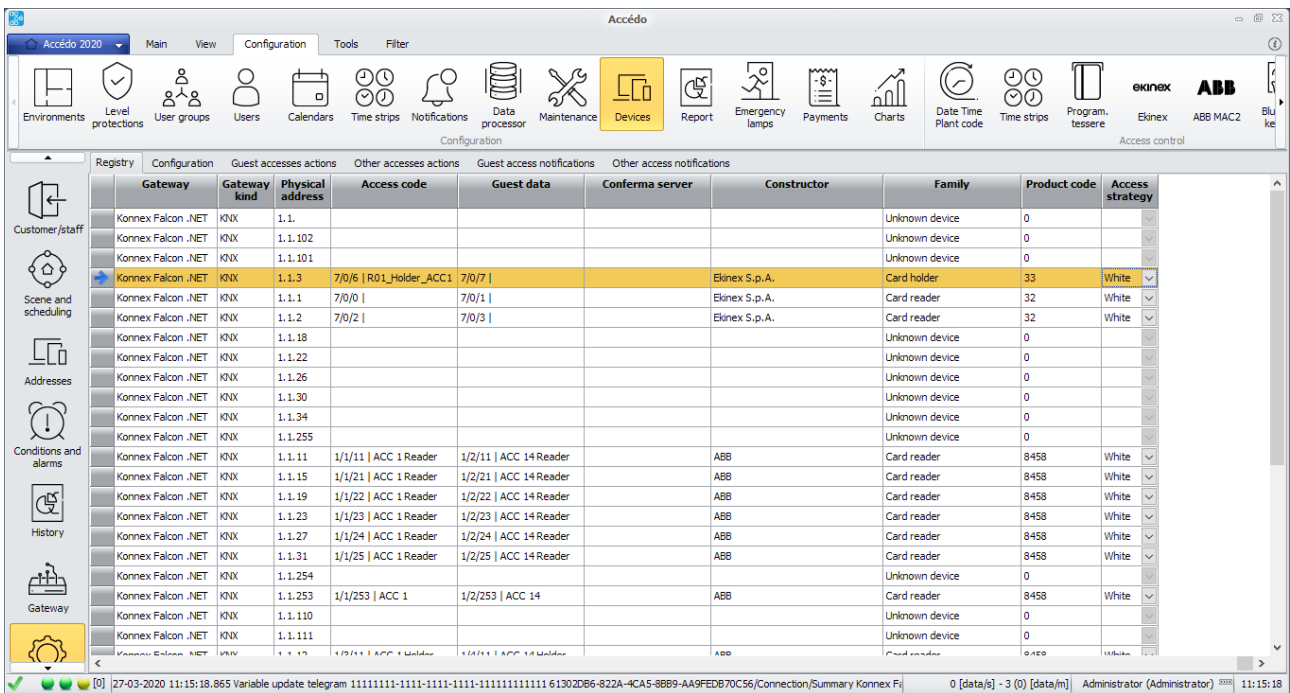 Accédo
Accédo 2020 Main View Configuration Tools Filter
Environments Level protections User groups Users Calendars Time strips Notifications Data processor Maintenance Devices Report Emergency lamps Payments Charts Date Time Plant code Time strips Program. tessere ekinex Ekinex ABB ABB MAC2
Configuration Access control
Registry Configuration Guest accesses actions Other accesses actions Guest access notifications Other access notifications
Customer/staff
Scene and scheduling
Addresses
Conditions and alarms
History
Gateway
Gateway Gateway kind Physical address Access code Guest data Conferma server Constructor Family Product code Access strategy
Konnex Falcon .NET KNX 1.1. Unknown device 0
Konnex Falcon .NET KNX 1.1.102 Unknown device 0
Konnex Falcon .NET KNX 1.1.101 Unknown device 0
Konnex Falcon .NET KNX 1.1.3 7/0/6 | R01_Holder_ACC1 7/0/7 | Ekinex S.p.A. Card holder 33 White
Konnex Falcon .NET KNX 1.1.1 7/0/0 | 7/0/1 | Ekinex S.p.A. Card reader 32 White
Konnex Falcon .NET KNX 1.1.2 7/0/2 | 7/0/3 | Ekinex S.p.A. Card reader 32 White
Konnex Falcon .NET KNX 1.1.18 Unknown device 0
Konnex Falcon .NET KNX 1.1.22 Unknown device 0
Konnex Falcon .NET KNX 1.1.26 Unknown device 0
Konnex Falcon .NET KNX 1.1.30 Unknown device 0
Konnex Falcon .NET KNX 1.1.34 Unknown device 0
Konnex Falcon .NET KNX 1.1.255 Unknown device 0
Konnex Falcon .NET KNX 1.1.11 1/1/11 | ACC 1 Reader 1/2/11 | ACC 14 Reader ABB Card reader 8458 White
Konnex Falcon .NET KNX 1.1.15 1/1/21 | ACC 1 Reader 1/2/21 | ACC 14 Reader ABB Card reader 8458 White
Konnex Falcon .NET KNX 1.1.19 1/1/22 | ACC 1 Reader 1/2/22 | ACC 14 Reader ABB Card reader 8458 White
Konnex Falcon .NET KNX 1.1.23 1/1/23 | ACC 1 Reader 1/2/23 | ACC 14 Reader ABB Card reader 8458 White
Konnex Falcon .NET KNX 1.1.27 1/1/24 | ACC 1 Reader 1/2/24 | ACC 14 Reader ABB Card reader 8458 White
Konnex Falcon .NET KNX 1.1.31 1/1/25 | ACC 1 Reader 1/2/25 | ACC 14 Reader ABB Card reader 8458 White
Konnex Falcon .NET KNX 1.1.254 Unknown device 0
Konnex Falcon .NET KNX 1.1.253 1/1/253 | ACC 1 1/2/253 | ACC 14 ABB Card reader 8458 White
Konnex Falcon .NET KNX 1.1.110 Unknown device 0
Konnex Falcon .NET KNX 1.1.111 Unknown device 0
[0] 27-03-2020 11:15:18.865 Variable update telegram 11111111-1111-1111-1111-111111111111 61302DB6-822A-4CA5-8BB9-AA9FEDB70C56/Connection/Summary Konnex 0 [data/s] - 3 (0) [data/m] Administrator (Administrator) 11:15:18